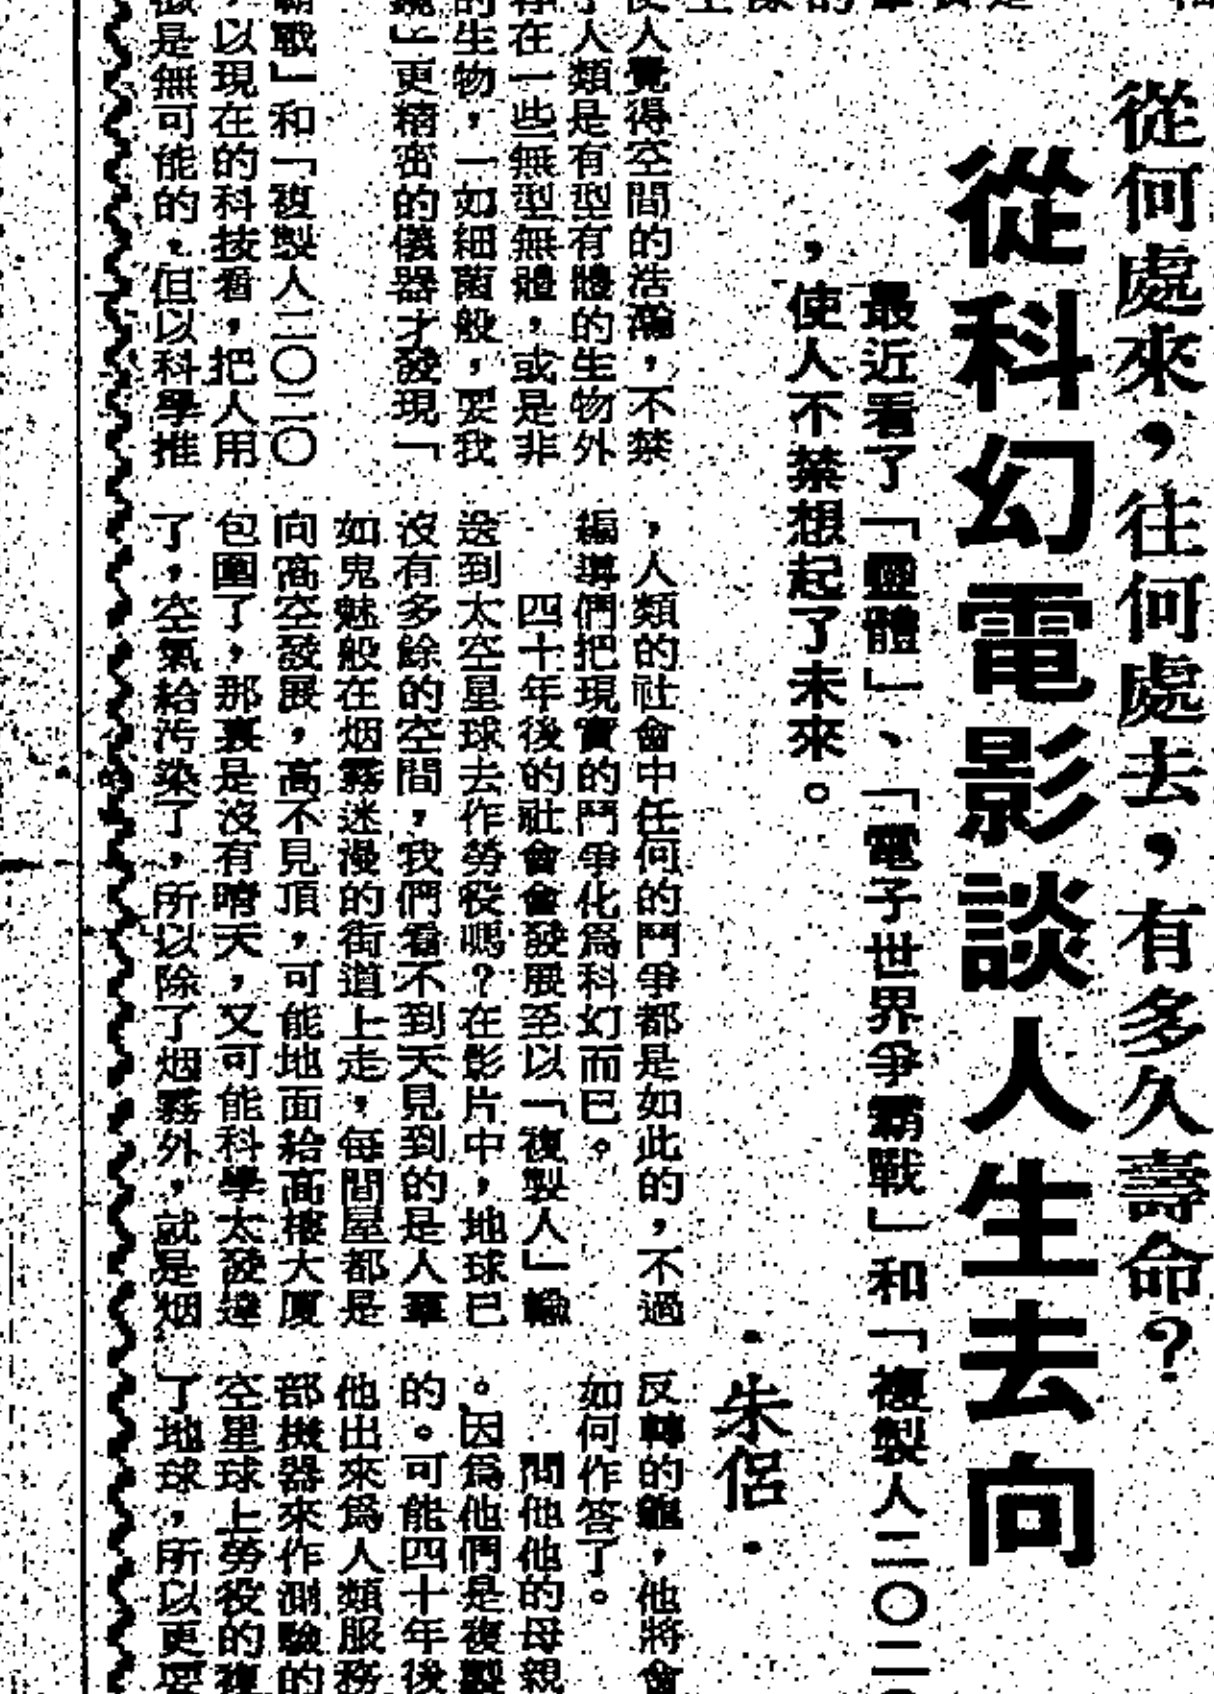 從何處來，往何處去，有多久壽命？
從科幻電影談人生去向
最近看了「靈體」、「電子世界爭霸戰」和「複製人二〇二
，使人不禁想起了未來。
·朱侶·
人覺得空間的浩瀚，不禁
人類是有型有體的生物外
存在一些無型無體，或是非
的生物，一如細菌般，要我
鏡」更精密的儀器才發現「
霸戰」和「複製人二〇二〇
，以現在的科技看，把人用
是無可能的，但以科學推
，人類的社會中任何的鬥爭都是如此的，不過
編導們把現實的鬥爭化爲科幻而已。
四十年後的社會會發展至以「複製人」輸
送到太空星球去作勞役嗎？在影片中，地球已
沒有多餘的空間，我們看不到天見到的是人羣
如鬼魅般在烟霧迷漫的街道上走，每間屋都是
向高空發展，高不見頂，可能地面給高樓大厦
包圍了，那裏是沒有晴天，又可能科學太發達
了，空氣給汚染了，所以除了烟霧外，就是烟
反轉的龜，他將會
如何作答了。
問他他的母親
。因爲他們是複製
的。可能四十年後
他出來爲人類服務
部機器來作測驗的
空星球上勞役的複
了地球，所以更要